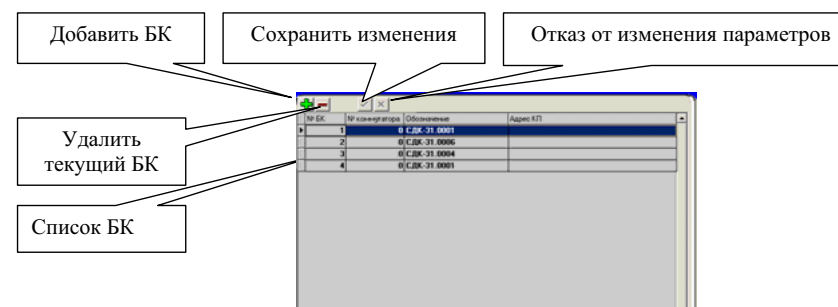 Добавить БК
Сохранить изменения
Отказ от изменения параметров
Удалить
текущий БК
Список БК
№ БК № коммутатора Обозначение Адрес КП
1 0 СДК-31.0001
2 0 СДК-31.0006
3 0 СДК-31.0004
4 0 СДК-31.0001